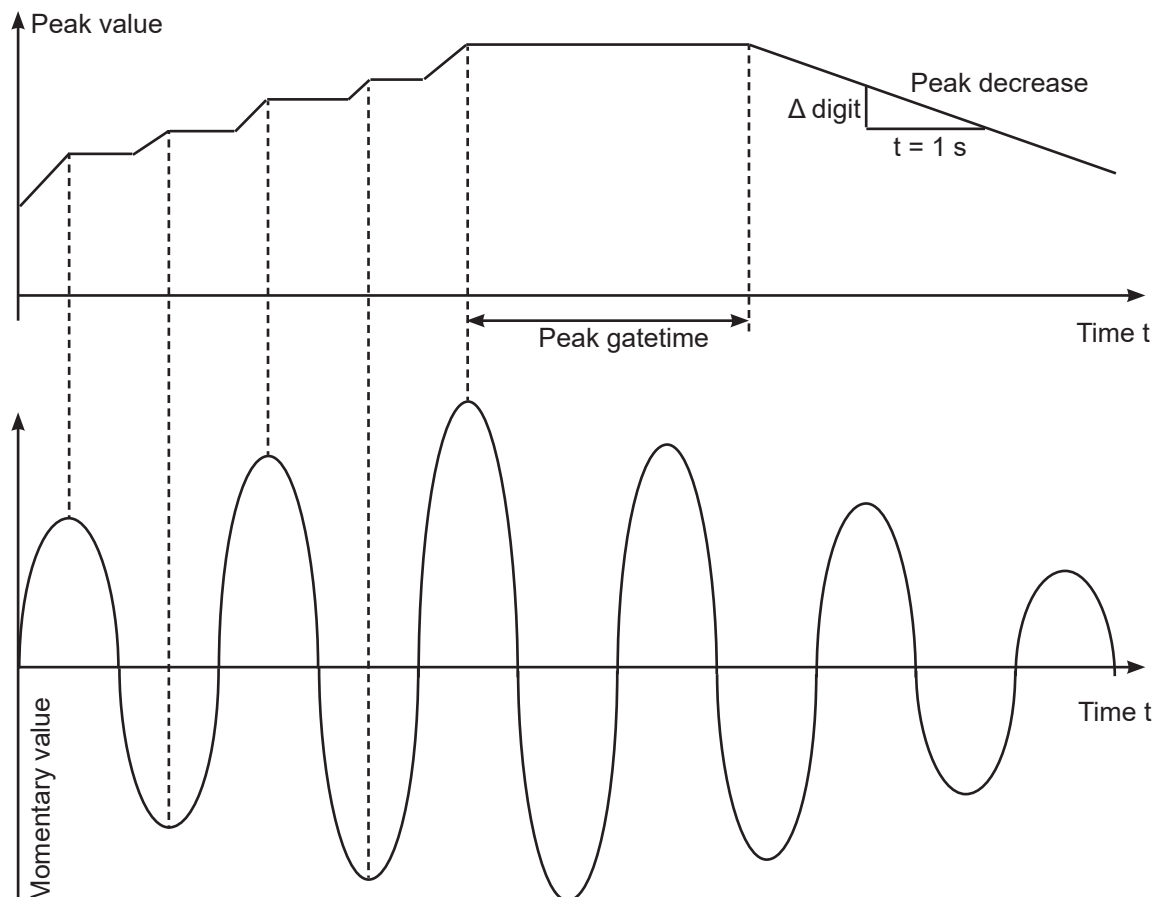 Peak value
Peak decrease
Δ digit
t = 1 s
Peak gatetime
Time t
Time t
Momentary value